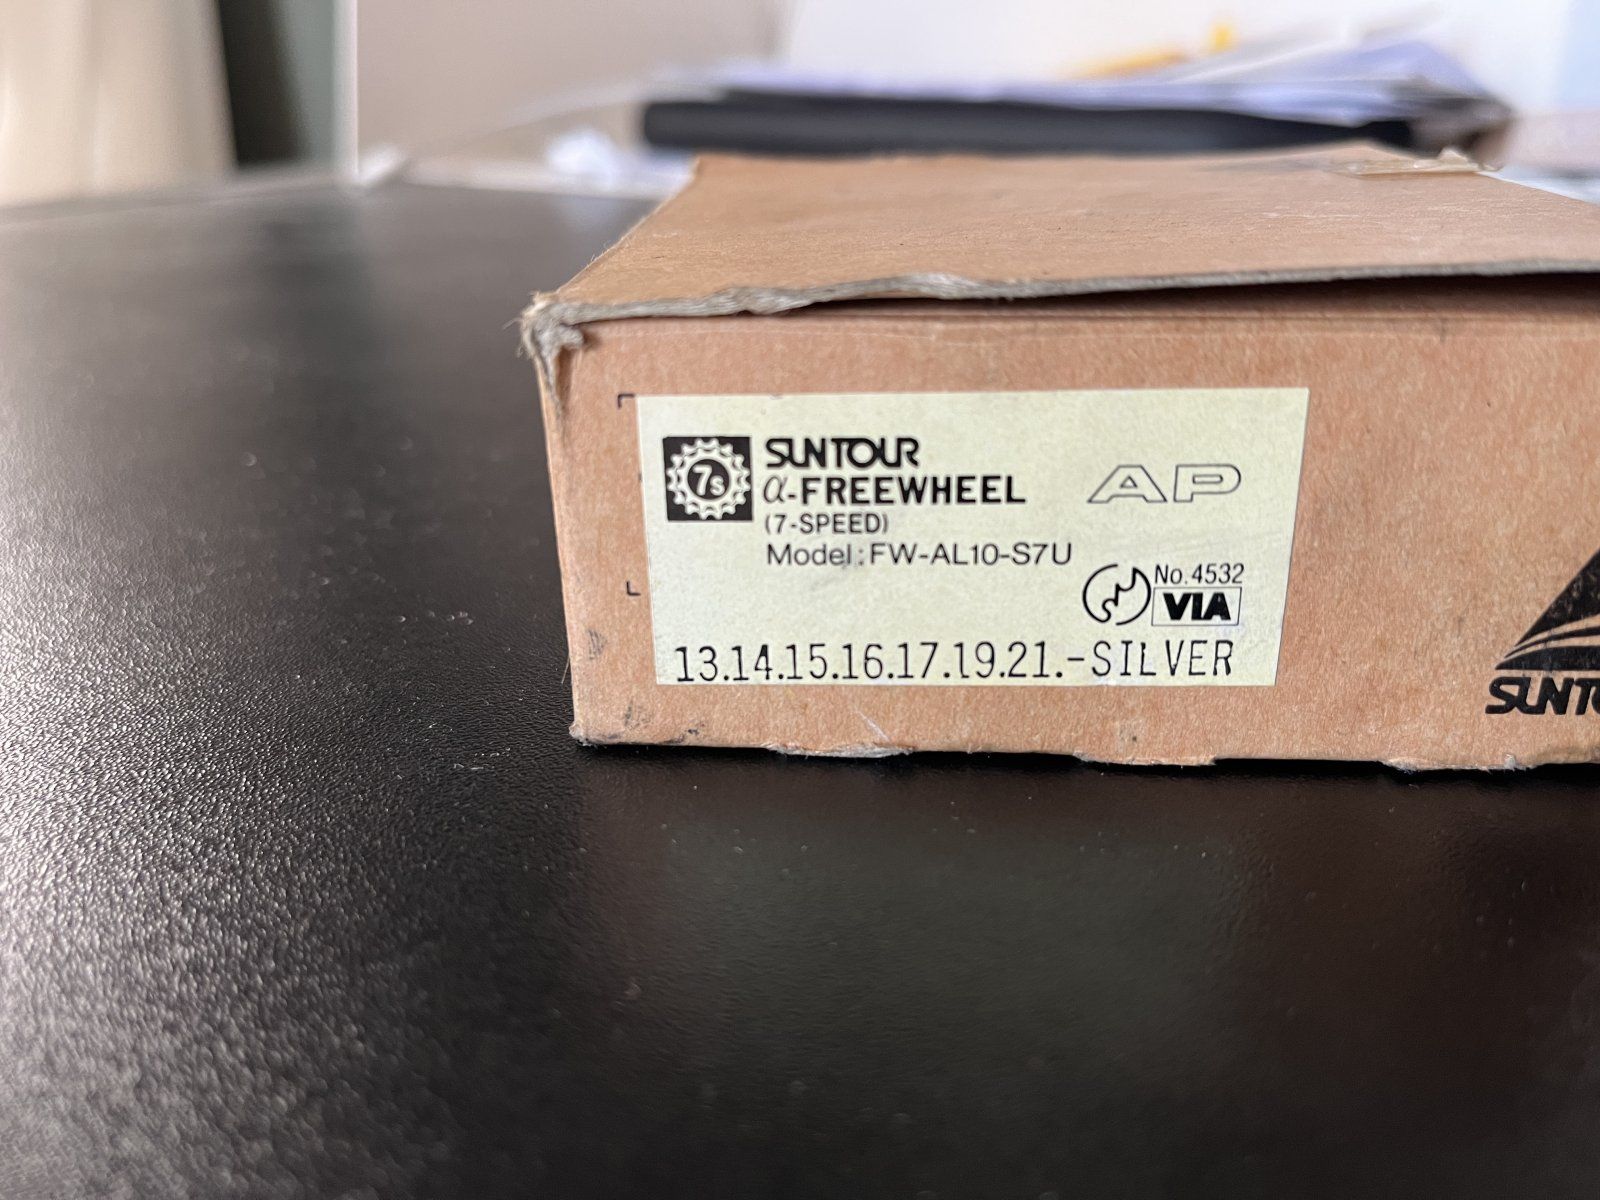 7s
SUNTOUR
α-FREEWHEEL
(7-SPEED)
AP
Model:FW-AL10-S7U
No.4532
VIA
13.14.15.16.17.19.21.-SILVER
SUNTO